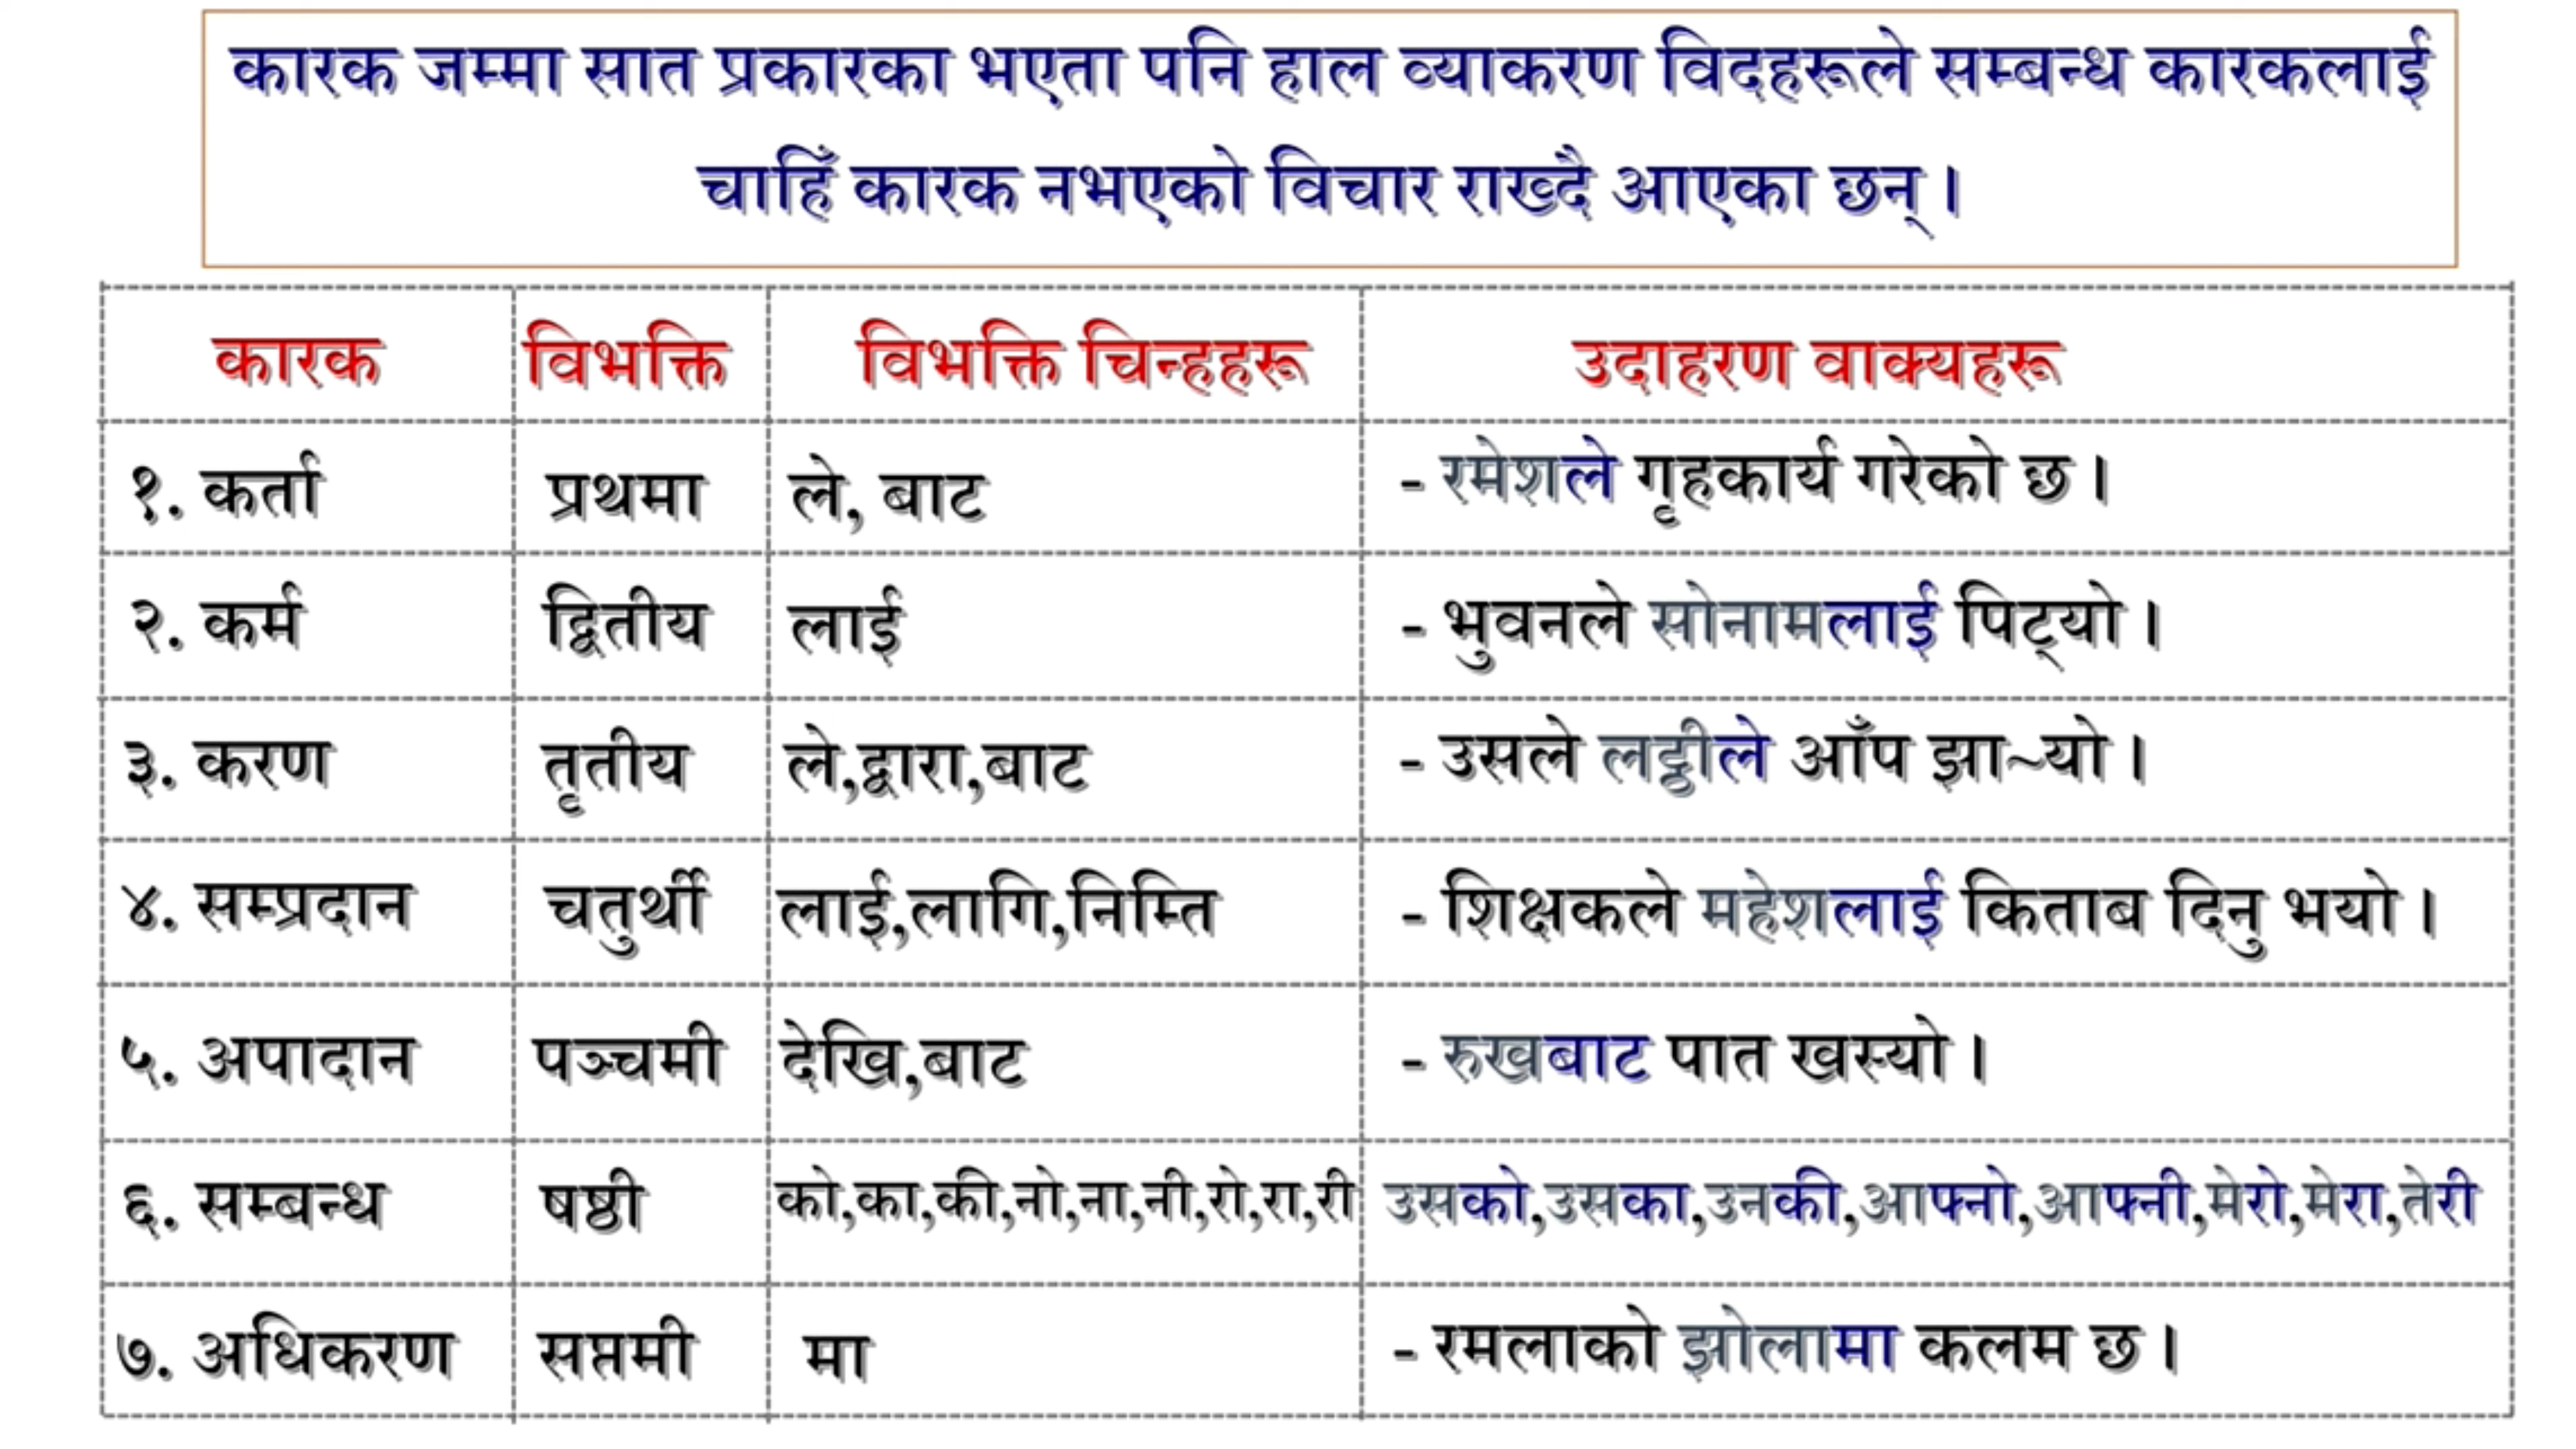 कारक जम्मा सात प्रकारका भएता पनि हाल व्याकरण विदहरूले सम्बन्ध कारकलाई
चाहिँ कारक नभएको विचार राख्दै आएका छन् ।
कारक विभक्ति विभक्ति चिन्हहरू उदाहरण वाक्यहरू
१. कर्ता प्रथमा ले, बाट - रमेशले गृहकार्य गरेको छ ।
२. कर्म द्वितीय लाई - भुवनले सोनामलाई पिट्‌यो ।
३. करण तृतीय ले,द्वारा,बाट - उसले लट्ठीले आँप झा~यो ।
४. सम्प्रदान चतुर्थी लाई,लागि,निम्ति - शिक्षकले महेशलाई किताब दिनु भयो ।
५. अपादान पञ्चमी देखि,बाट - रुखबाट पात खस्यो ।
६. सम्बन्ध षष्ठी को,का,की,नो,ना,नी,रो,रा,री उसको,उसका,उनकी,आफ्नो,आफ्नी,मेरो,मेरा,तेरी
७. अधिकरण सप्तमी मा - रमलाको झोलामा कलम छ ।